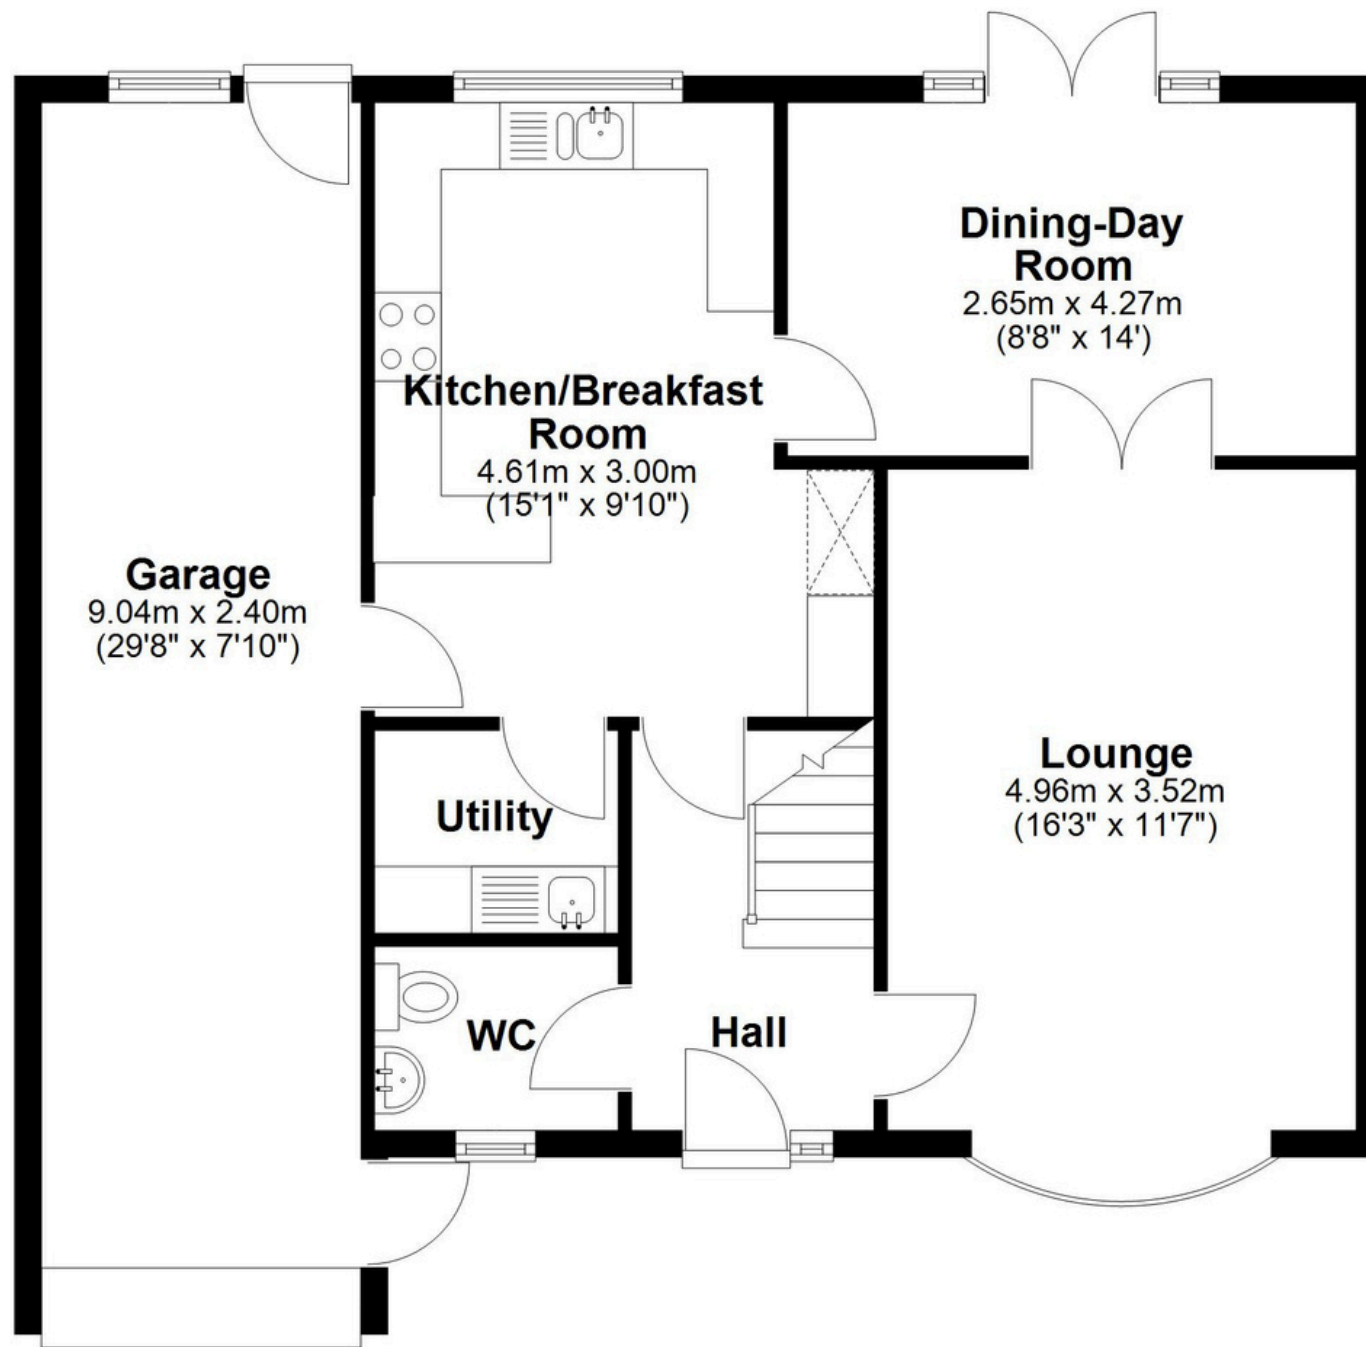 Dining-Day
Room
2.65m x 4.27m
(8'8" x 14')
Kitchen/Breakfast
Room
4.61m x 3.00m
(15'1" x 9'10")
Garage
9.04m x 2.40m
(29'8" x 7'10")
Lounge
4.96m x 3.52m
(16'3" x 11'7")
Utility
WC
Hall